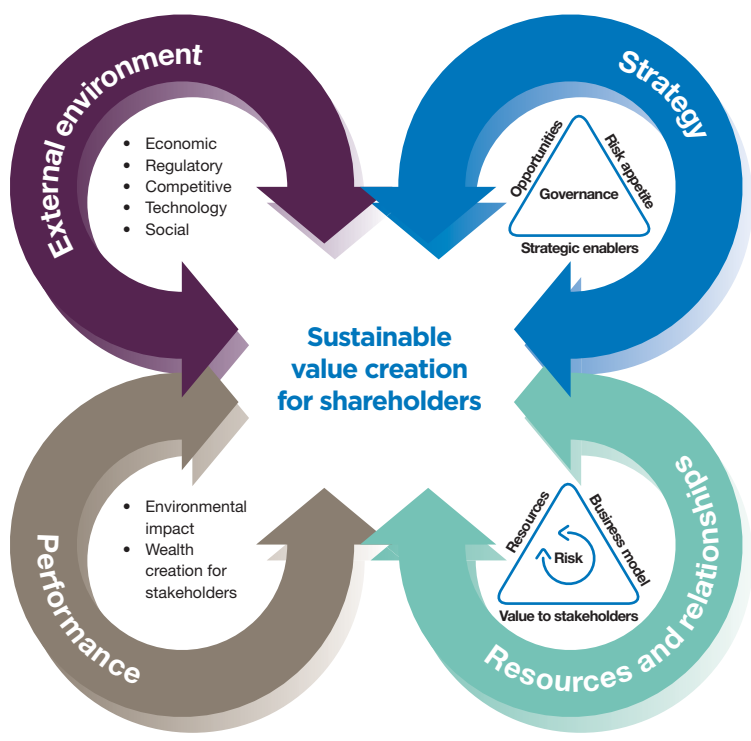 External environment
• Economic
• Regulatory
• Competitive
• Technology
• Social
Strategy
Opportunities
Risk appetite
Governance
Strategic enablers
Sustainable
value creation
for shareholders
Performance
• Environmental
impact
• Wealth
creation for
stakeholders
Resources and relationships
Resources
Business model
Risk
Value to stakeholders